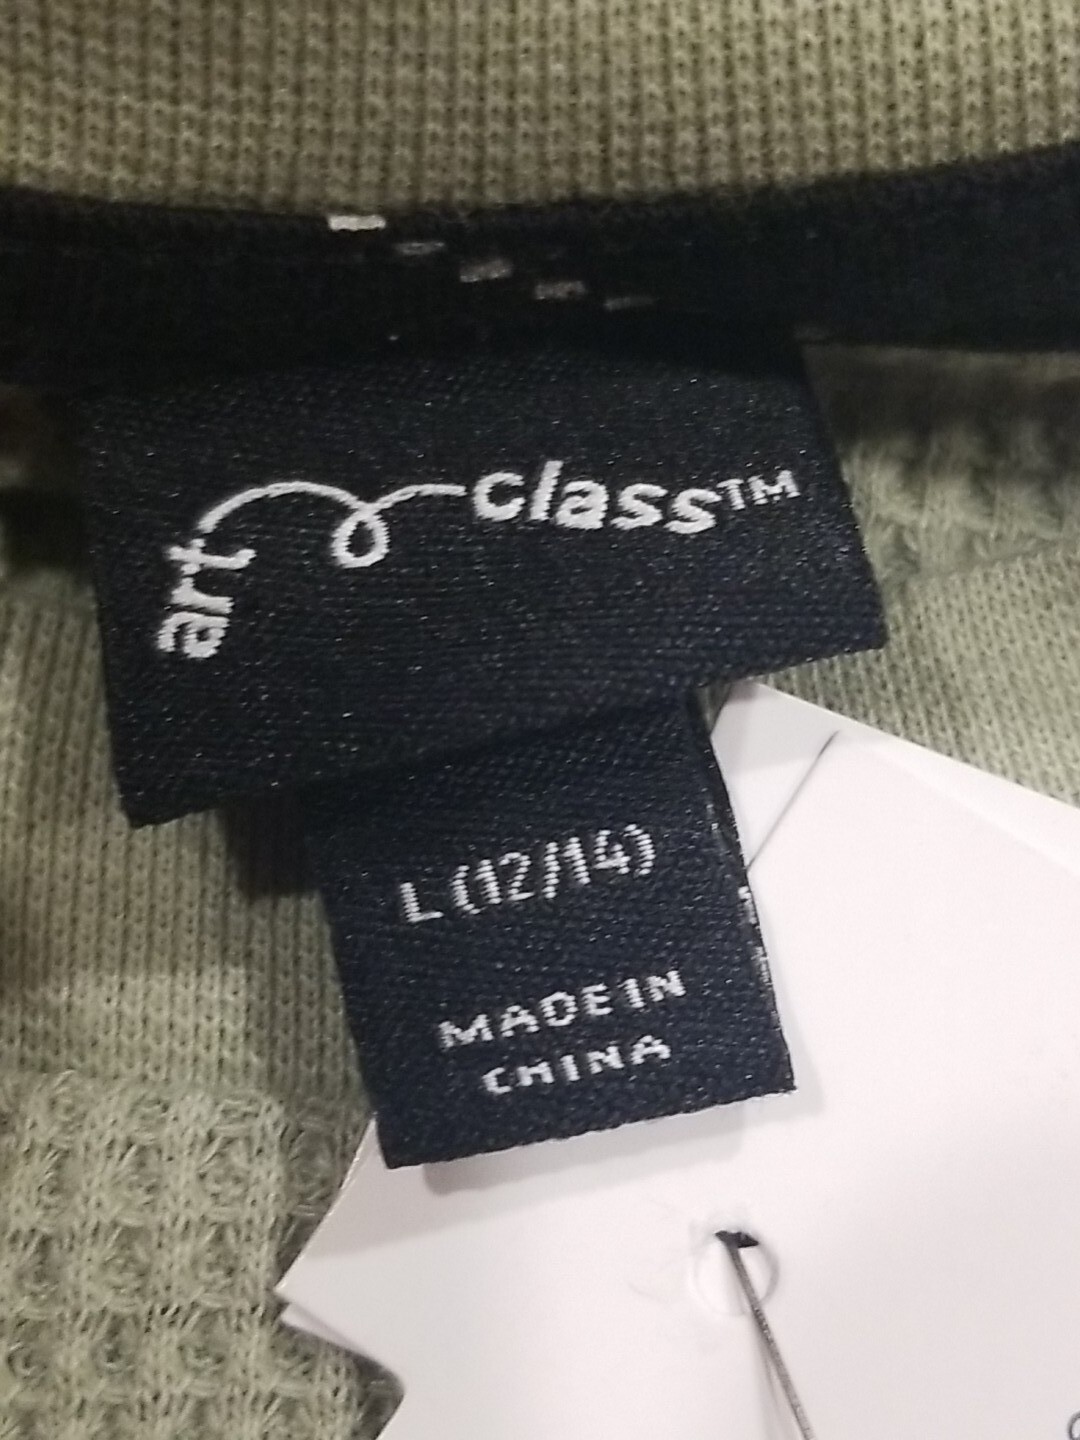 art class™
L (12/14)
MADE IN
CHINA